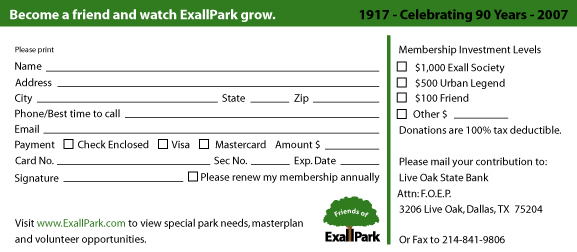 Become a friend and watch ExallPark grow.
1917 - Celebrating 90 Years - 2007
Please print
Name
Address
City State Zip
Phone/Best time to call
Email
Payment Check Enclosed Visa Mastercard Amount $
Card No. Sec No. Exp. Date
Signature Please renew my membership annually
Visit www.ExallPark.com to view special park needs, masterplan
and volunteer opportunities.
Friends of
ExallPark
Membership Investment Levels
$1,000 Exall Society
$500 Urban Legend
$100 Friend
Other $
Donations are 100% tax deductible.
Please mail your contribution to:
Live Oak State Bank
Attn: F.O.E.P.
3206 Live Oak, Dallas, TX 75204
Or Fax to 214-841-9806